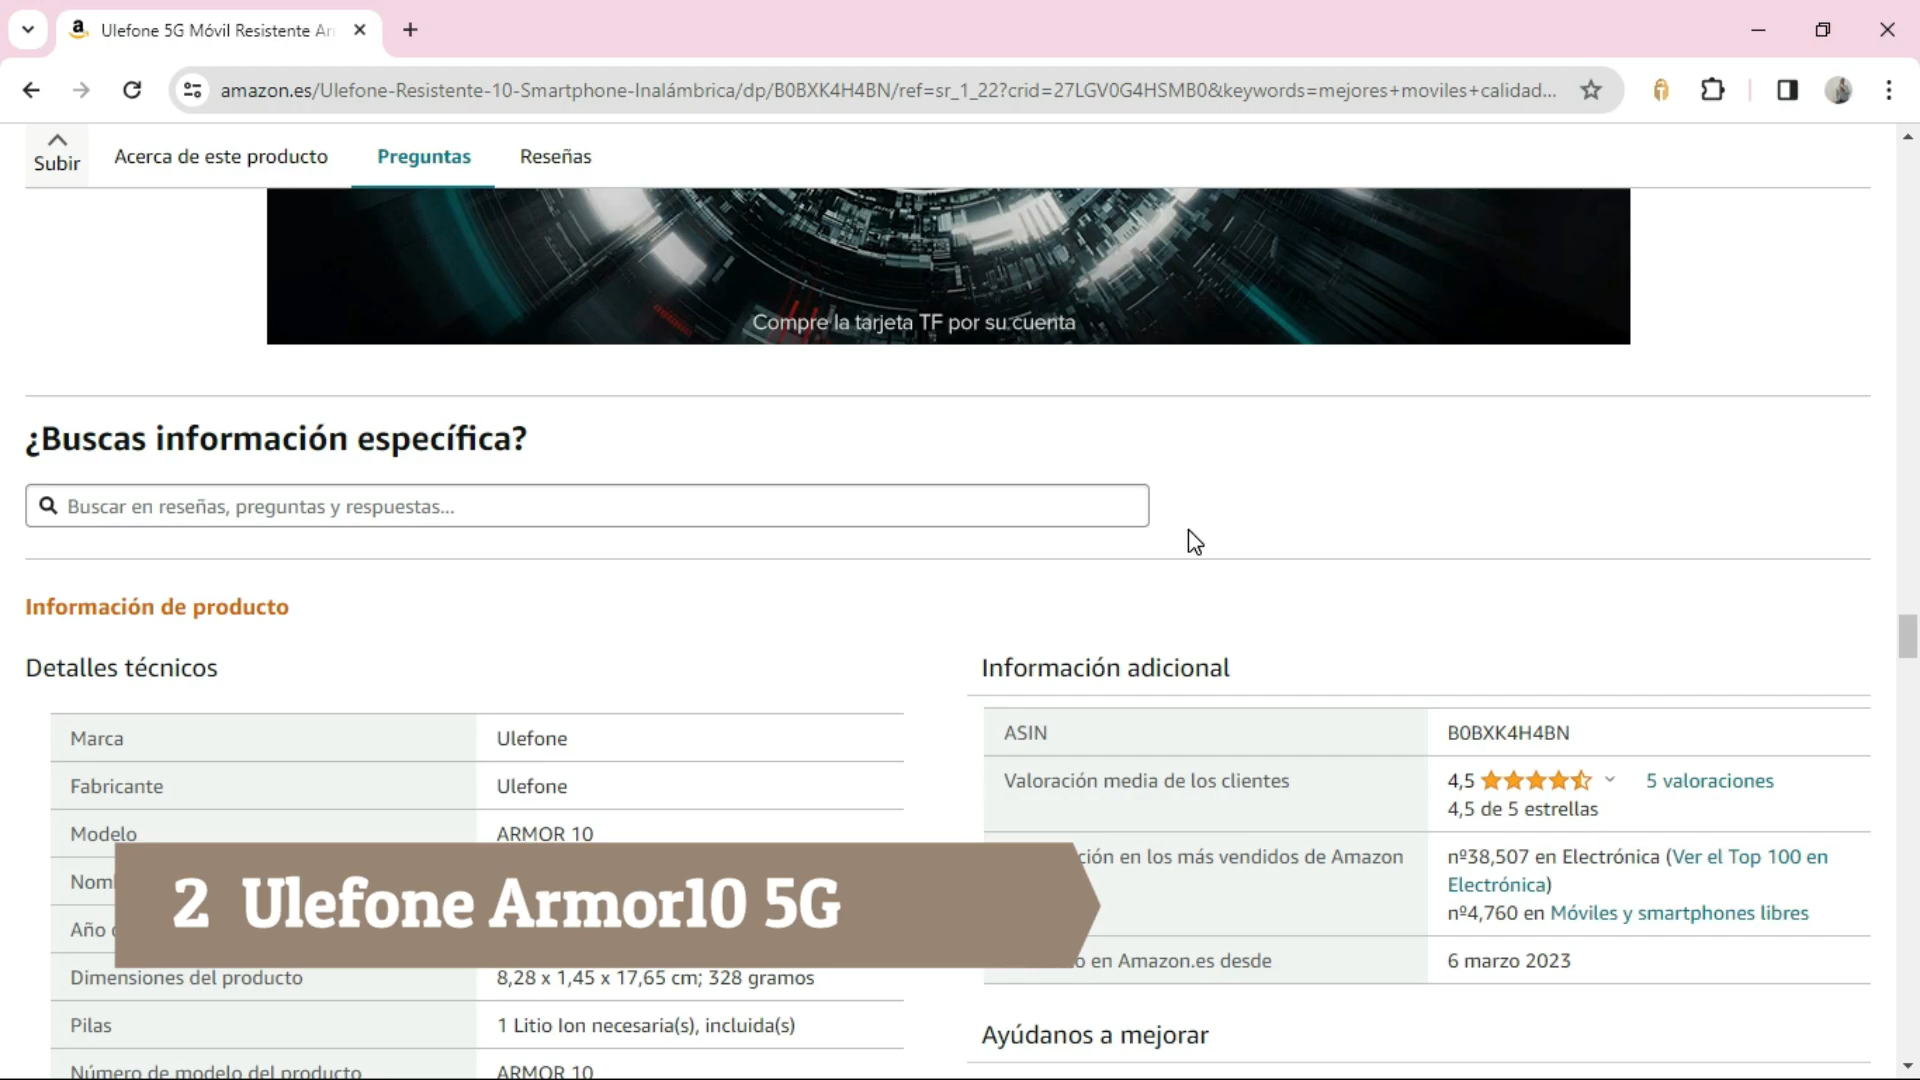 Ulefone 5G Móvil Resistente Ar
amazon.es/Ulefone-Resistente-10-Smartphone-Inalámbrica/dp/B0BXK4H4BN/ref=sr_1_22?crid=27LGV0G4HSMB0&keywords=mejores+moviles+calidad...
Subir
Acerca de este producto
Preguntas
Reseñas
Compre la tarjeta TF por su cuenta
¿Buscas información específica?
Buscar en reseñas, preguntas y respuestas...
Información de producto
Detalles técnicos
Marca Ulefone
Fabricante Ulefone
Modelo ARMOR 10
Nom
Año
Dimensiones del producto 8,28 x 1,45 x 17,65 cm; 328 gramos
Pilas 1 Litio Ion necesaria(s), incluida(s)
Número de modelo del producto ARMOR 10
2 Ulefone Armor10 5G
Información adicional
ASIN B0BXK4H4BN
Valoración media de los clientes 4,5 5 valoraciones
4,5 de 5 estrellas
ción en los más vendidos de Amazon nº38,507 en Electrónica (Ver el Top 100 en
Electrónica)
nº4,760 en Móviles y smartphones libres
o en Amazon.es desde 6 marzo 2023
Ayúdanos a mejorar